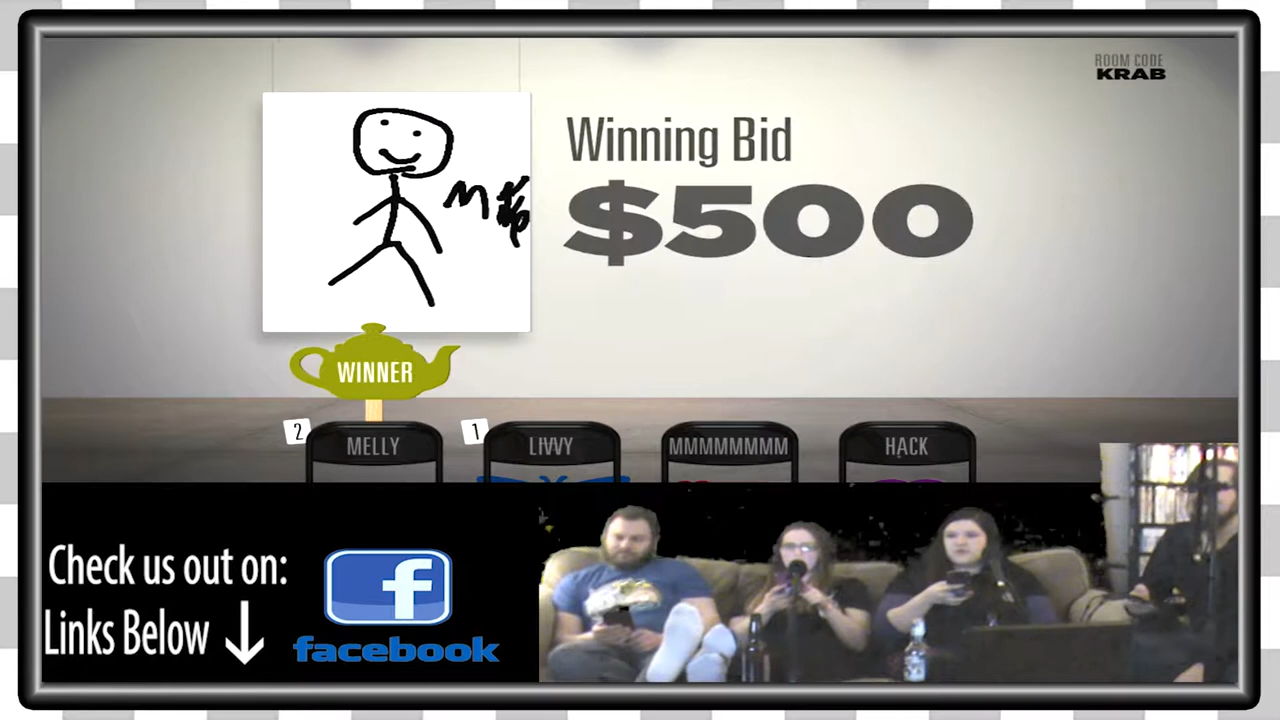 ROOM CODE
KRAB
Winning Bid
$500
WINNER
2
MELLY
1
LIVVY
MMMMMMMM
HACK
Check us out on:
Links Below
f
facebook